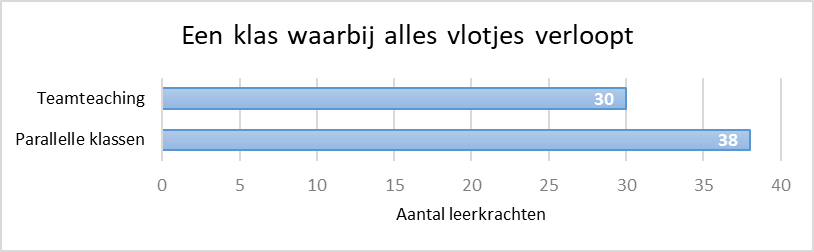 Een klas waarbij alles vlotjes verloopt
Teamteaching
30
Parallelle klassen
38
0 5 10 15 20 25 30 35 40
Aantal leerkrachten